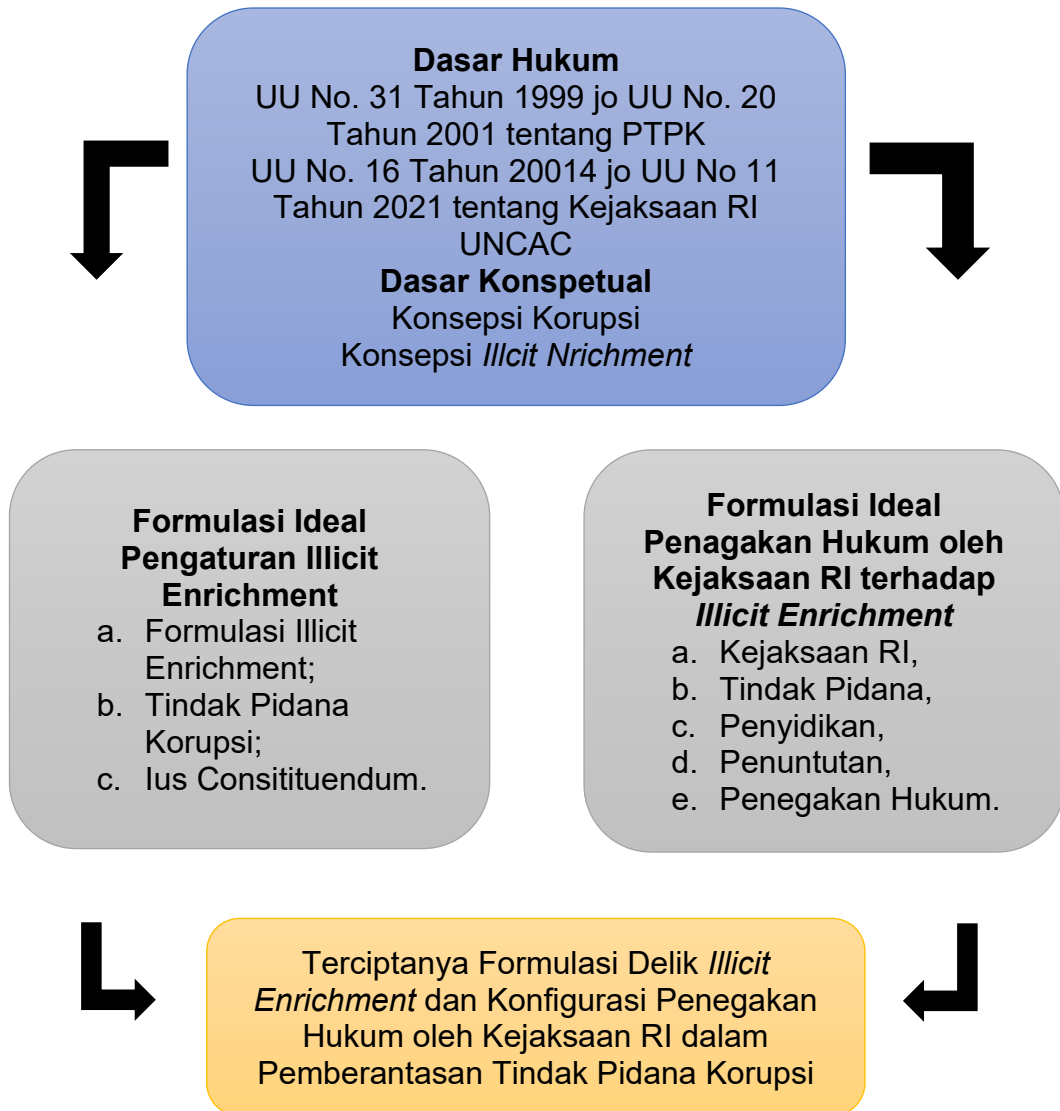 Dasar Hukum
UU No. 31 Tahun 1999 jo UU No. 20
Tahun 2001 tentang PTPK
UU No. 16 Tahun 20014 jo UU No 11
Tahun 2021 tentang Kejaksaan RI
UNCAC
Dasar Konspetual
Konsepsi Korupsi
Konsepsi Illcit Nrichment
Formulasi Ideal
Pengaturan Illicit
Enrichment
a. Formulasi Illicit
Enrichment;
b. Tindak Pidana
Korupsi;
c. Ius Consitituendum.
Formulasi Ideal
Penagakan Hukum oleh
Kejaksaan RI terhadap
Illicit Enrichment
a. Kejaksaan RI,
b. Tindak Pidana,
c. Penyidikan,
d. Penuntutan,
e. Penegakan Hukum.
Terciptanya Formulasi Delik Illicit
Enrichment dan Konfigurasi Penegakan
Hukum oleh Kejaksaan RI dalam
Pemberantasan Tindak Pidana Korupsi